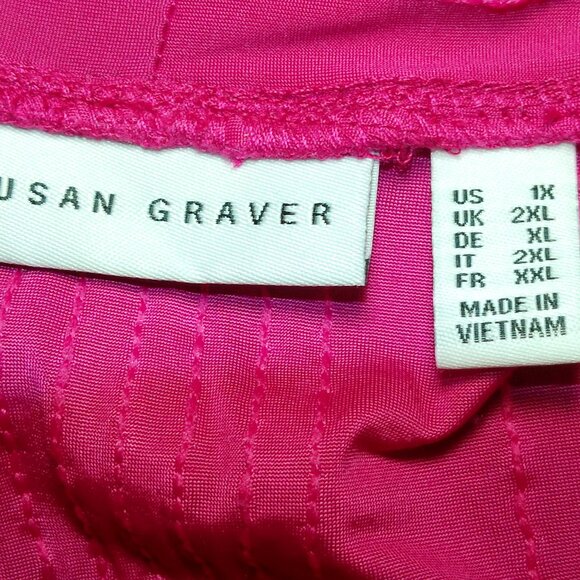 USAN GRAVER
US 1X
UK 2XL
DE XL
IT 2XL
FR XXL
MADE IN
VIETNAM